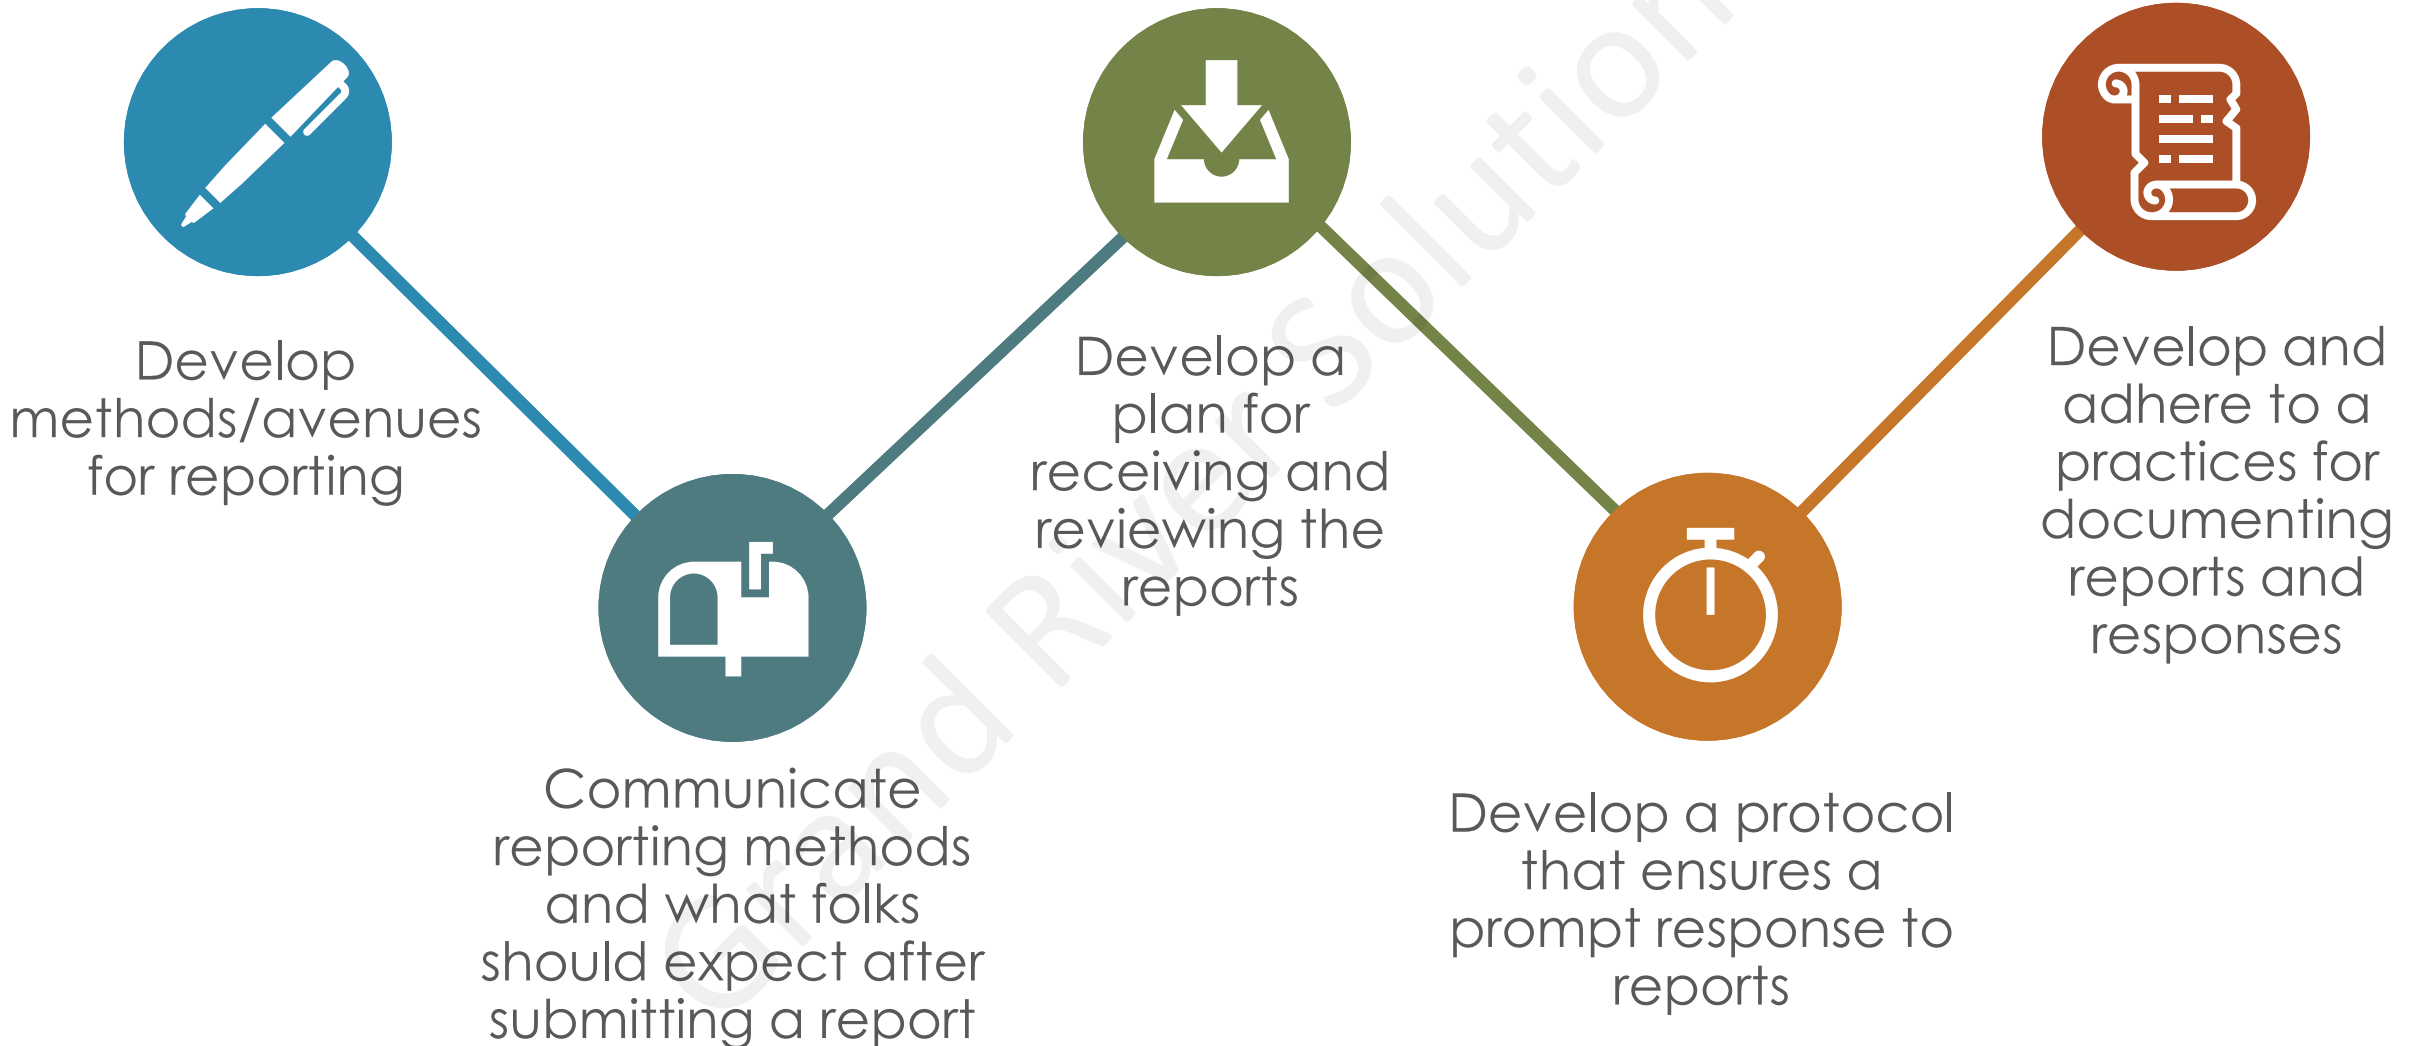 Develop
methods/avenues
for reporting
Communicate
reporting methods
and what folks
should expect after
submitting a report
Develop a
plan for
receiving and
reviewing the
reports
Develop a protocol
that ensures a
prompt response to
reports
Develop and
adhere to a
practices for
documenting
reports and
responses
Grand River Solution